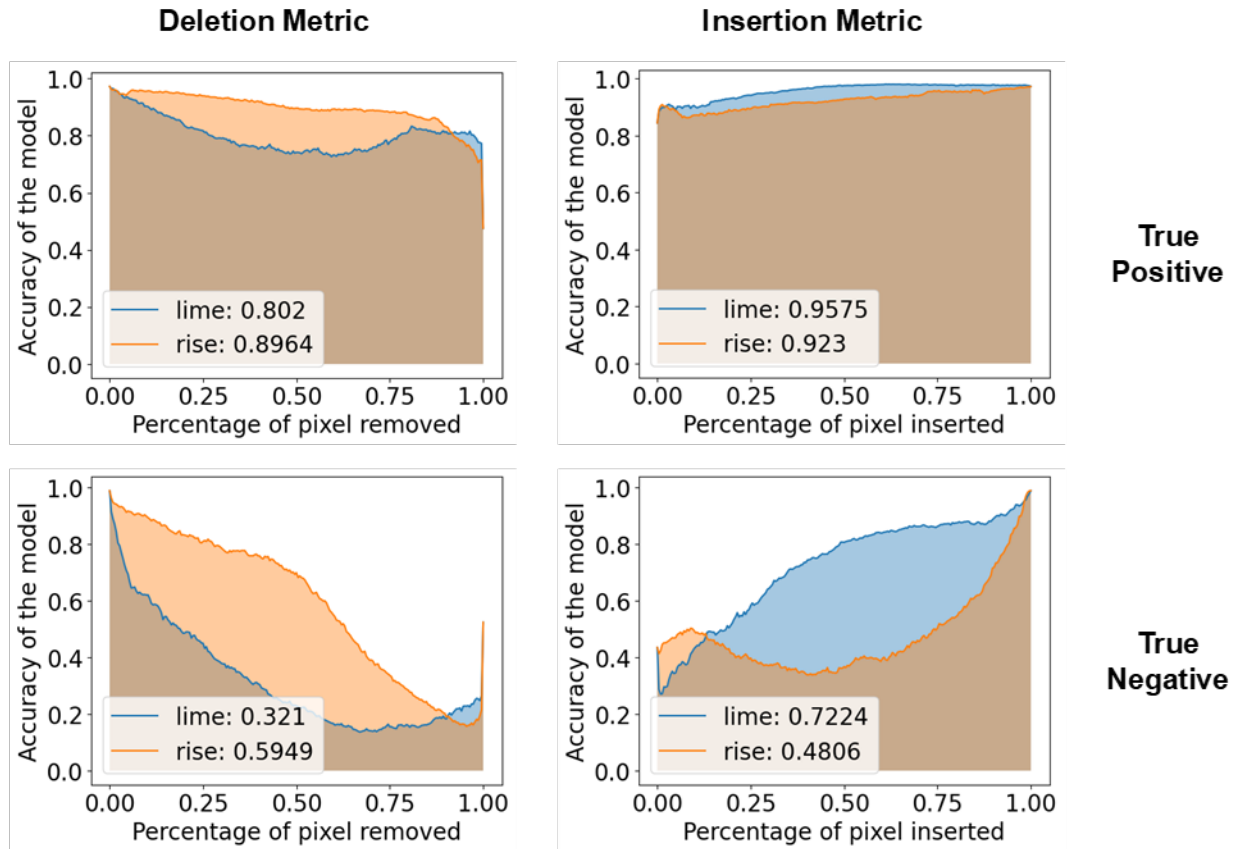 Deletion Metric
Insertion Metric
Accuracy of the model
1.0
0.8
0.6
0.4
0.2
0.0
lime: 0.802
rise: 0.8964
0.00 0.25 0.50 0.75 1.00
Percentage of pixel removed
Accuracy of the model
1.0
0.8
0.6
0.4
0.2
0.0
lime: 0.9575
rise: 0.923
0.00 0.25 0.50 0.75 1.00
Percentage of pixel inserted
True
Positive
Accuracy of the model
1.0
0.8
0.6
0.4
0.2
0.0
lime: 0.321
rise: 0.5949
0.00 0.25 0.50 0.75 1.00
Percentage of pixel removed
Accuracy of the model
1.0
0.8
0.6
0.4
0.2
0.0
lime: 0.7224
rise: 0.4806
0.00 0.25 0.50 0.75 1.00
Percentage of pixel inserted
True
Negative